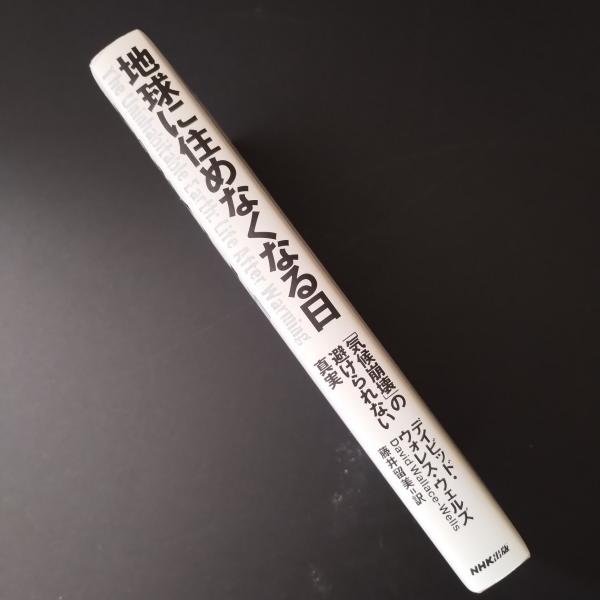 地球に住めなくなる日
The Uninhabitable Earth: Life After Warming
「気候崩壊」の
避けられない
真実
デイビッド・
ウォレス・ウェルズ
David Wallace-Wells
藤井留美=訳
NHK出版